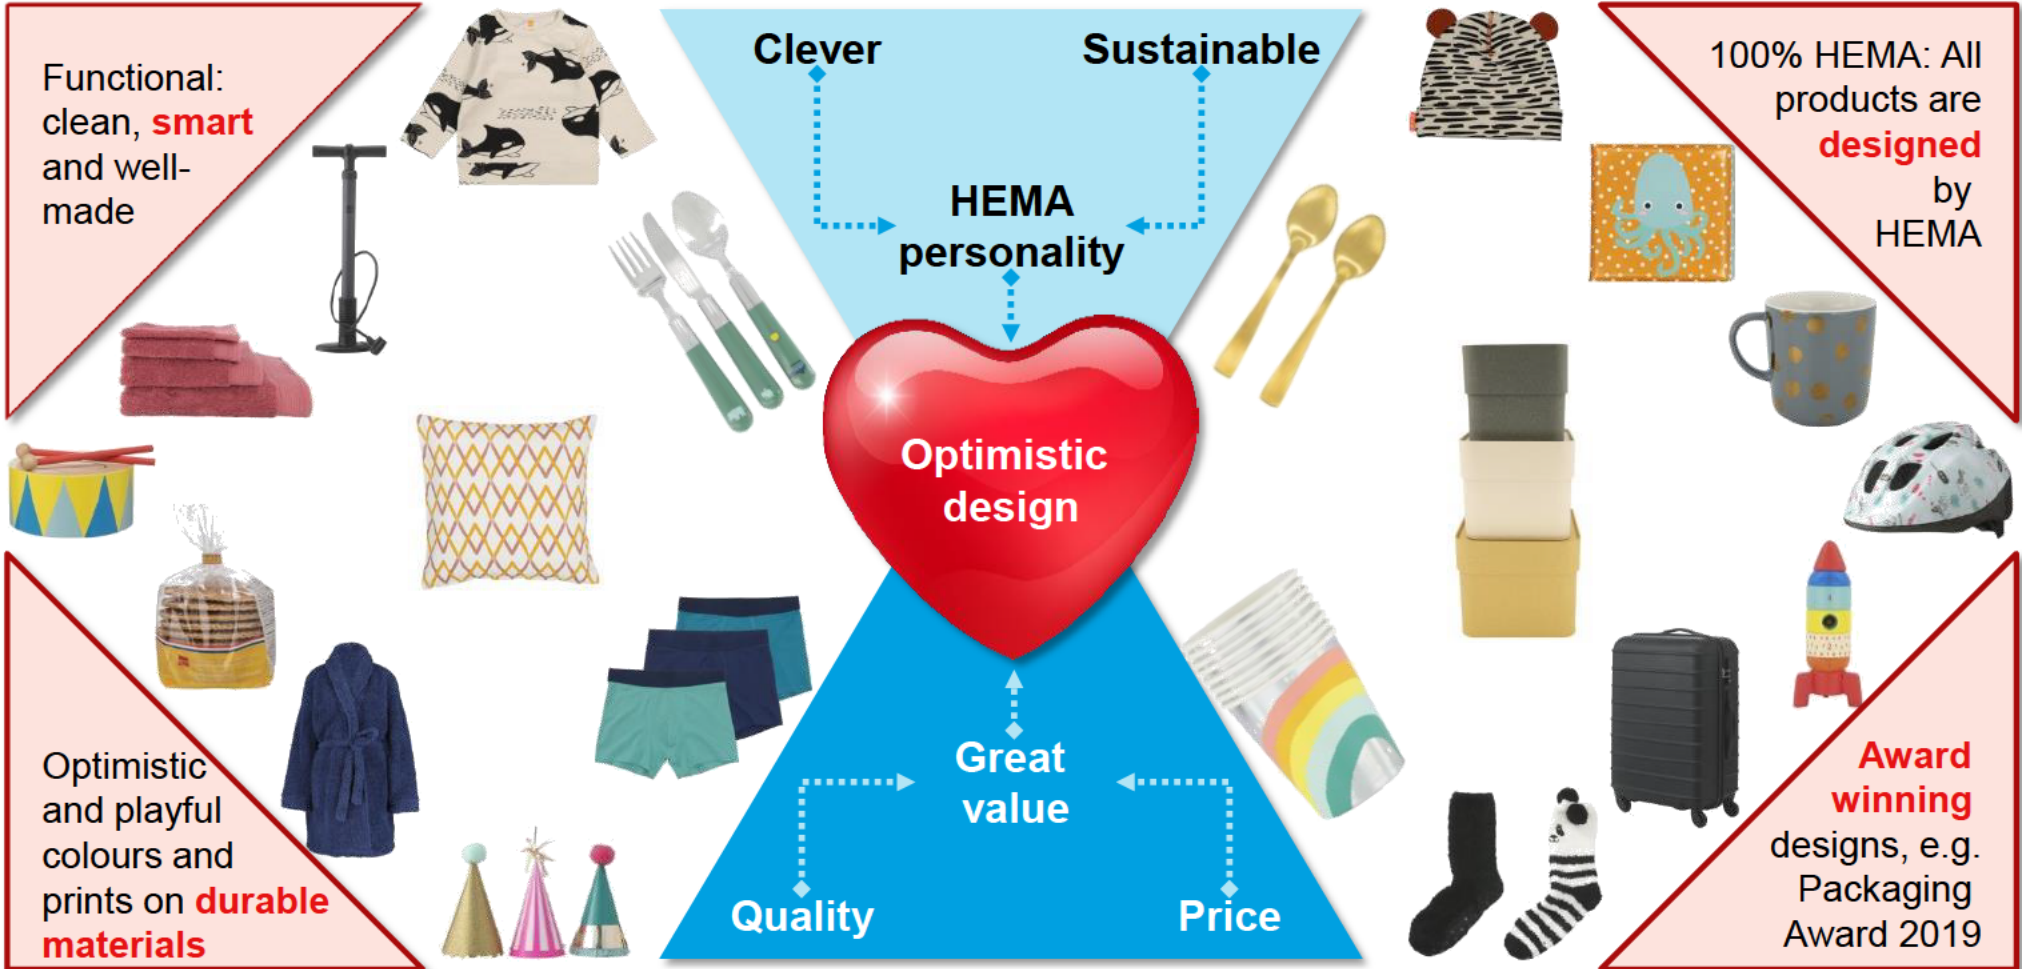 Functional:
clean, smart
and well-
made
Clever
Sustainable
HEMA
personality
100% HEMA: All
products are
designed
by
HEMA
Optimistic
design
Optimistic
and playful
colours and
prints on durable
materials
Great
value
Quality
Price
Award
winning
designs, e.g.
Packaging
Award 2019